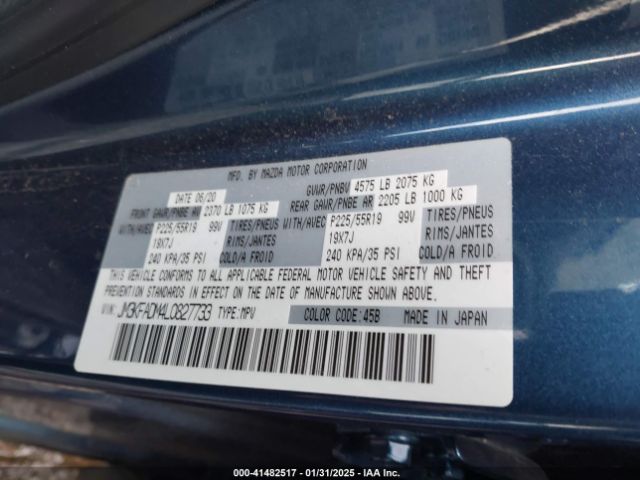 MFD. BY MAZDA MOTOR CORPORATION
DATE 06/20 GVWR/PNBV 4575 LB 2075 KG
FRONT GAWR/PNBE AV 2370 LB 1075 KG REAR GAWR/PNBE AR 2205 LB 1000 KG
WITH/AVEC P225/55R19 99V TIRES/PNEUS WITH/AVEC P225/55R19 99V TIRES/PNEUS
19X7J RIMS/JANTES 19X7J RIMS/JANTES
240 KPA/35 PSI COLD/A FROID 240 KPA/35 PSI COLD/A FROID
THIS VEHICLE CONFORMS TO ALL APPLICABLE FEDERAL MOTOR VEHICLE SAFETY AND THEFT
PREVENTION STANDARDS IN EFFECT ON THE DATE OF MANUFACTURE SHOWN ABOVE.
VIN: JM3KFADM4L0827733 TYPE:MPV COLOR CODE:45B MADE IN JAPAN
000-41482517 - 01/31/2025 - IAA Inc.